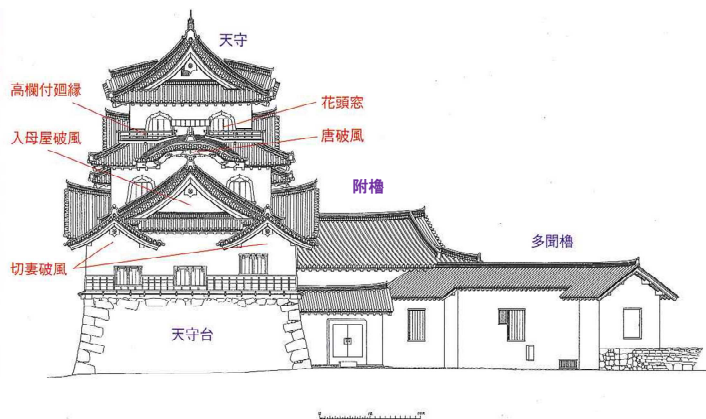 天守
高欄付廻縁
花頭窓
入母屋破風
唐破風
附櫓
多聞櫓
切妻破風
天守台